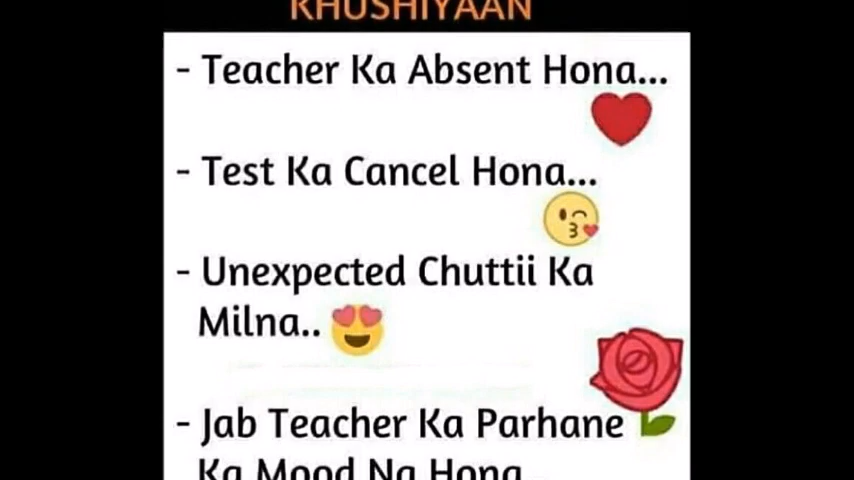 KHUSHIYAAN
- Teacher Ka Absent Hona...
- Test Ka Cancel Hona...
- Unexpected Chuttii Ka
Milna..
- Jab Teacher Ka Parhane
Ka Mood Na Hona...